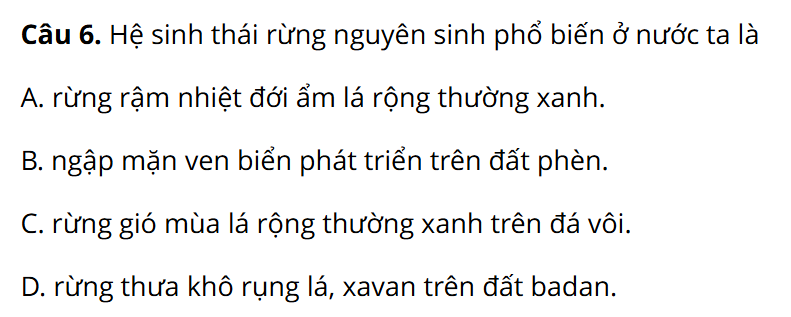 Câu 6. Hệ sinh thái rừng nguyên sinh phổ biến ở nước ta là
A. rừng rậm nhiệt đới ẩm lá rộng thường xanh.
B. ngập mặn ven biển phát triển trên đất phèn.
C. rừng gió mùa lá rộng thường xanh trên đá vôi.
D. rừng thưa khô rụng lá, xavan trên đất badan.